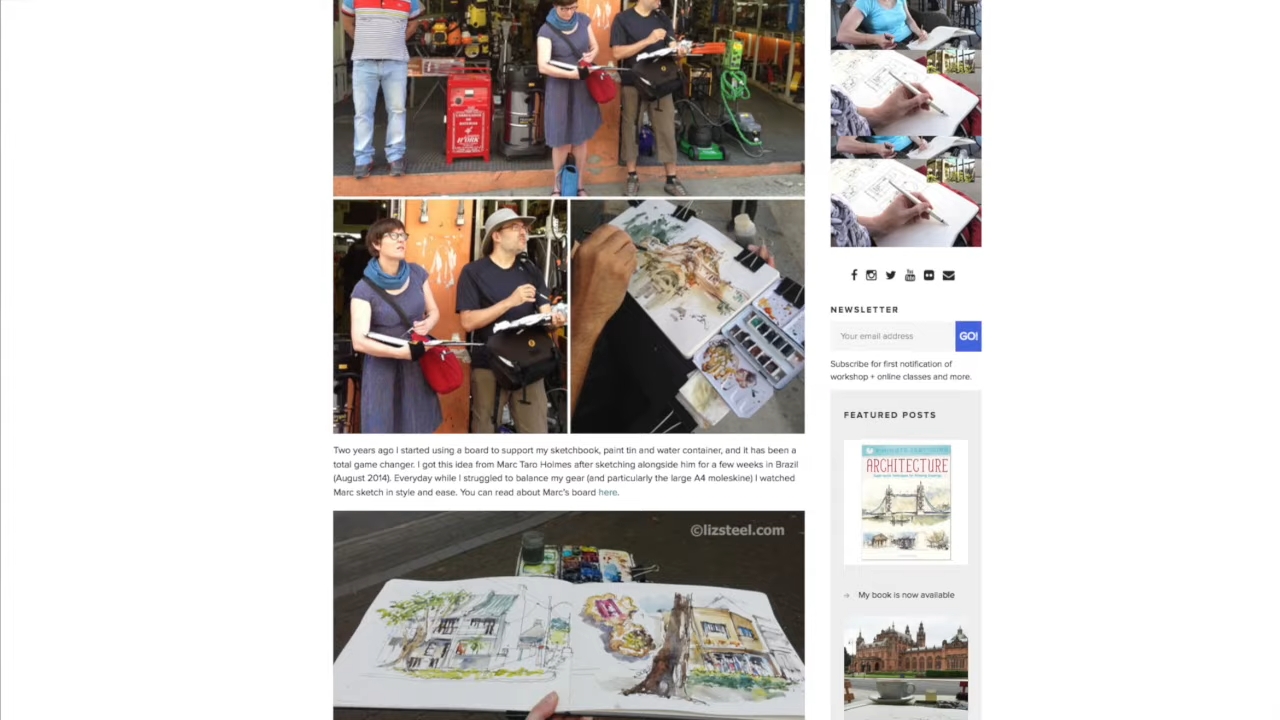 NEWSLETTER
Your email address
GO!
Subscribe for first notification of
workshop + online classes and more.
FEATURED POSTS
ARCHITECTURE
My book is now available
Two years ago I started using a board to support my sketchbook, paint tin and water container, and it has been a
total game changer. I got this idea from Marc Taro Holmes after sketching alongside him for a few weeks in Brazil
(August 2014). Everyday while I struggled to balance my gear (and particularly the large A4 moleskine) I watched
Marc sketch in style and ease. You can read about Marc's board here.
©lizsteel.com